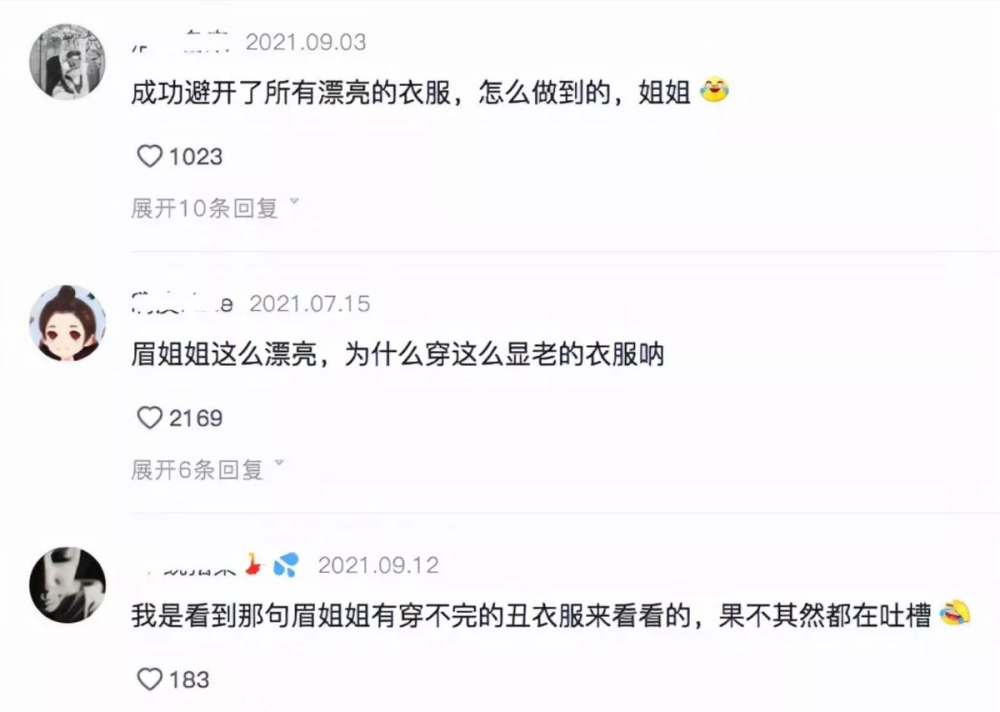 2021.09.03
成功避开了所有漂亮的衣服，怎么做到的，姐姐😂
1023
展开10条回复
2021.07.15
眉姐姐这么漂亮，为什么穿这么显老的衣服呐
2169
展开6条回复
2021.09.12
我是看到那句眉姐姐有穿不完的丑衣服来看看的，果不其然都在吐槽🤣
183